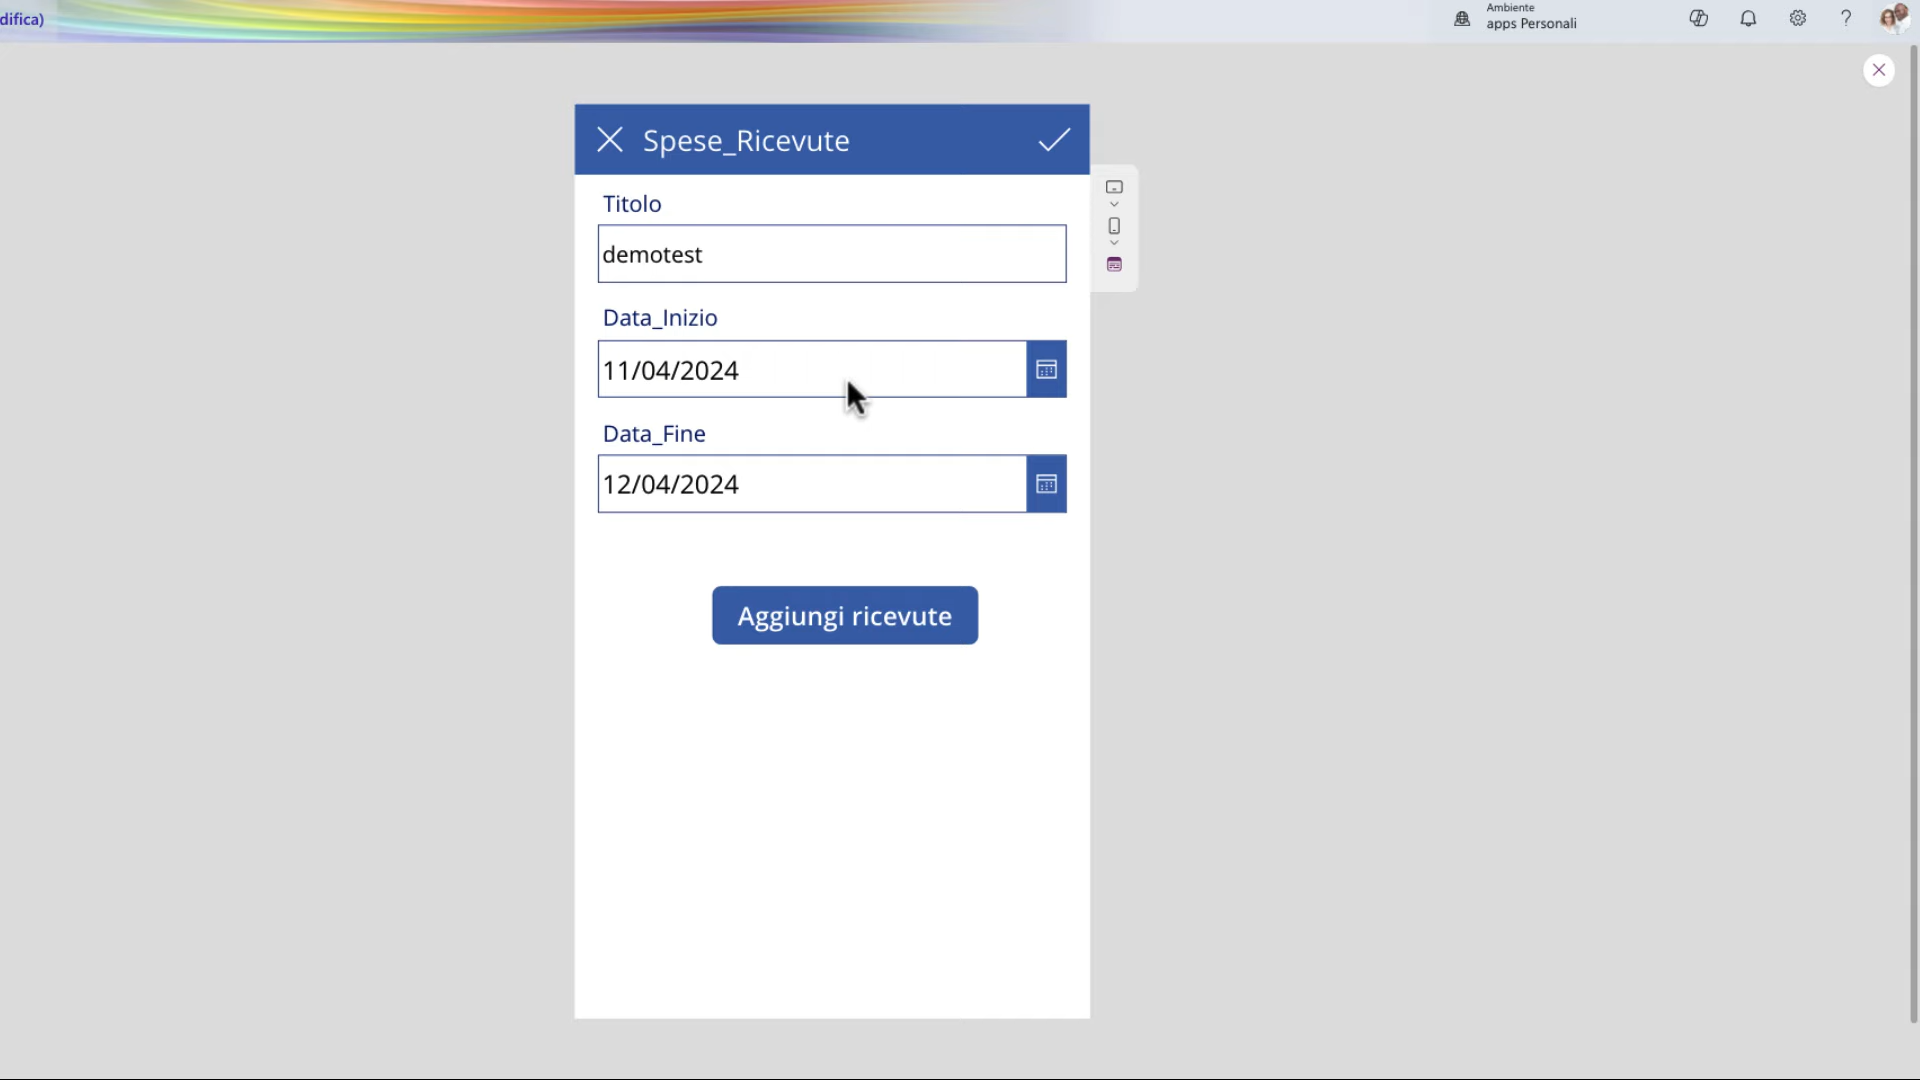 difica)
Ambiente
apps Personali
Spese_Ricevute
Titolo
demotest
Data_Inizio
11/04/2024
Data_Fine
12/04/2024
Aggiungi ricevute